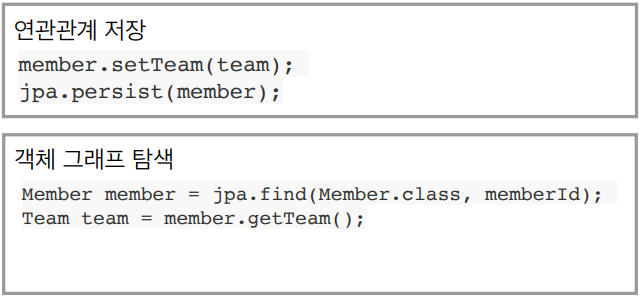 연관관계 저장
member.setTeam(team);
jpa.persist(member);
객체 그래프 탐색
Member member = jpa.find(Member.class, memberId);
Team team = member.getTeam();